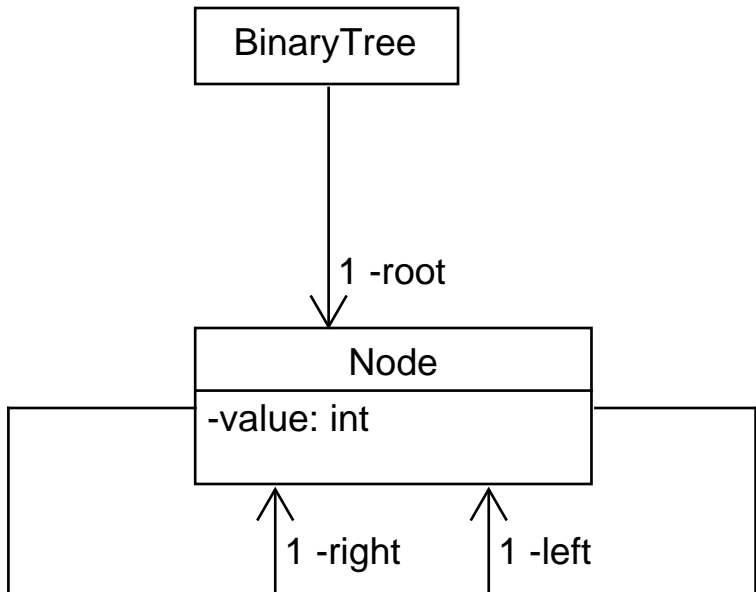 BinaryTree
1 -root
Node
-value: int
1 -right
1 -left